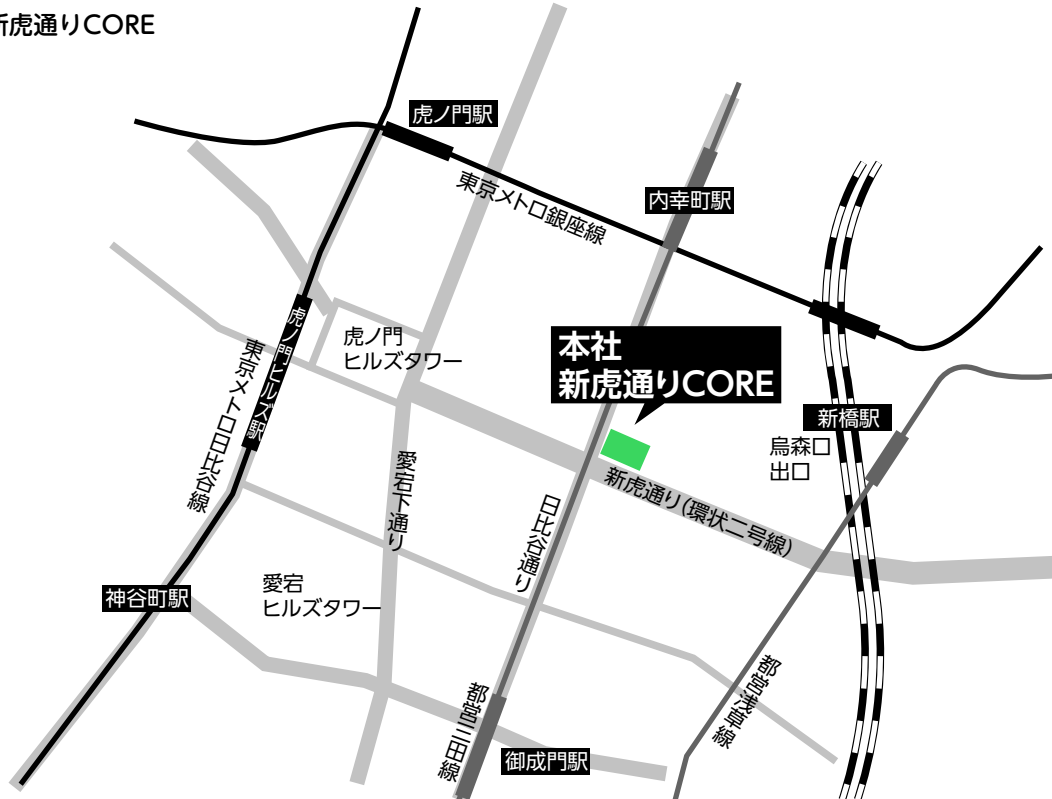 新虎通りCORE
虎ノ門駅
東京メトロ銀座線
内幸町駅
虎ノ門ヒルズ駅
虎ノ門
ヒルズタワー
本社
新虎通りCORE
東京メトロ日比谷線
新橋駅
烏森口
出口
愛宕下通り
新虎通り(環状二号線)
日比谷通り
神谷町駅
愛宕
ヒルズタワー
都営三田線
都営浅草線
御成門駅